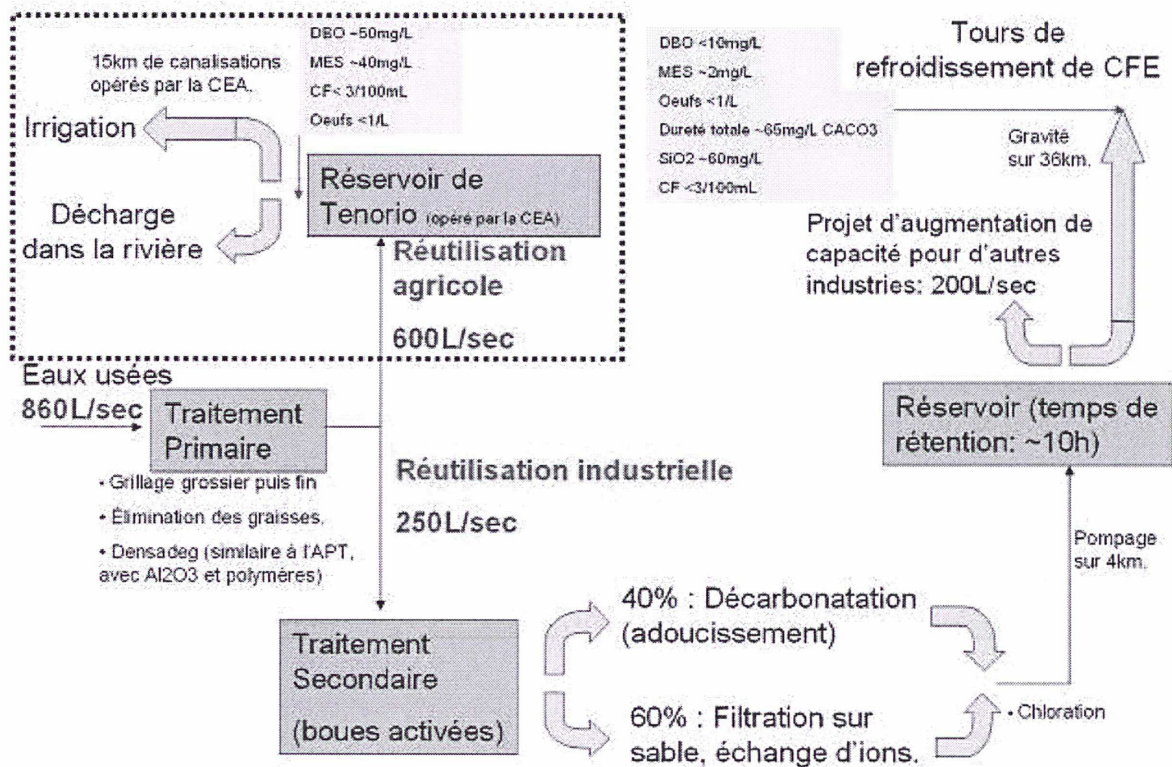 15km de canalisations
opérés par la CEA.
DBO ~50mg/L
MES ~40mg/L
CF< 3/100mL
Oeufs <1/L
Irrigation
Décharge
dans la rivière
Réservoir de
Tenorio (opéré par la CEA)
Réutilisation
agricole
600L/sec
DBO <10mg/L
MES ~2mg/L
Oeufs <1/L
Dureté totale ~65mg/L CACO3
SiO2 ~60mg/L
CF <3/100mL
Tours de
refroidissement de CFE
Gravité
sur 36km.
Projet d'augmentation de
capacité pour d'autres
industries: 200L/sec
Eaux usées
860L/sec
Traitement
Primaire
• Grillage grossier puis fin
• Élimination des graisses.
• Densadeg (similaire à l'APT,
avec Al2O3 et polymères)
Réutilisation industrielle
250L/sec
Réservoir (temps de
rétention: ~10h)
Pompage
sur 4km.
Traitement
Secondaire
(boues activées)
40% : Décarbonatation
(adoucissement)
60% : Filtration sur
sable, échange d'ions.
• Chloration